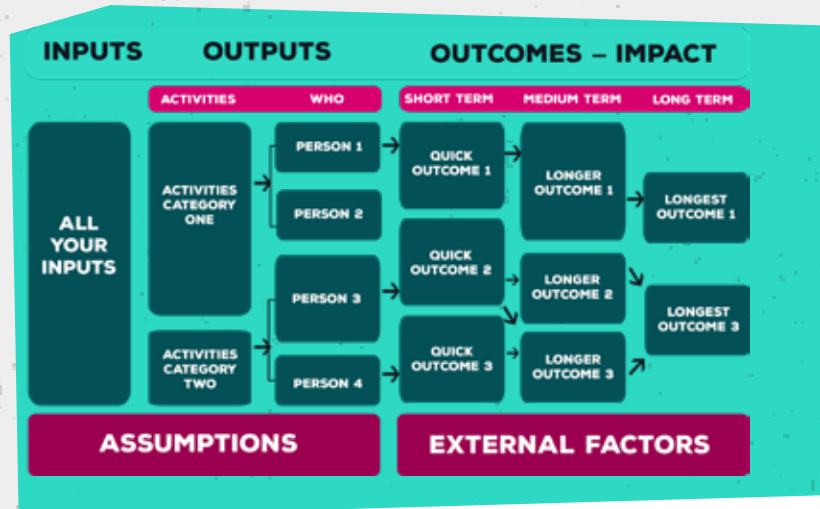 INPUTS
OUTPUTS
OUTCOMES – IMPACT
ACTIVITIES
WHO
SHORT TERM
MEDIUM TERM
LONG TERM
ALL
YOUR
INPUTS
ACTIVITIES
CATEGORY
ONE
ACTIVITIES
CATEGORY
TWO
PERSON 1
PERSON 2
PERSON 3
PERSON 4
QUICK
OUTCOME 1
QUICK
OUTCOME 2
QUICK
OUTCOME 3
LONGER
OUTCOME 1
LONGER
OUTCOME 2
LONGER
OUTCOME 3
LONGEST
OUTCOME 1
LONGEST
OUTCOME 3
ASSUMPTIONS
EXTERNAL FACTORS